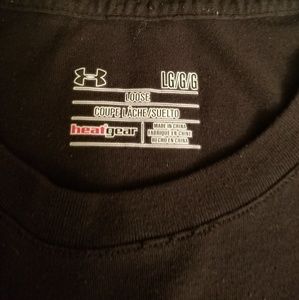 LG/G/G
LOOSE
COUPE LÂCHE/SUELTO
heatgear
MADE IN CHINA
FABRIQUÉ EN CHINE
HECHO EN CHINA